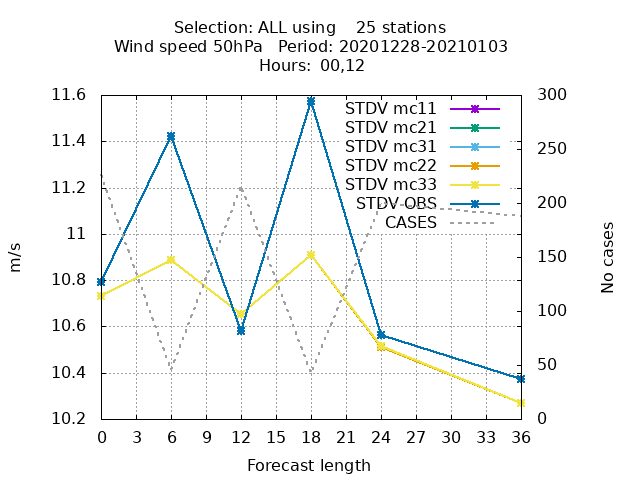 Selection: ALL using    25 stations
Wind speed 50hPa   Period: 20201228-20210103
Hours:  00,12
11.6
11.4
11.2
11
10.8
10.6
10.4
10.2
m/s
300
250
200
150
100
50
0
No cases
STDV mc11
STDV mc21
STDV mc31
STDV mc22
STDV mc33
STDV OBS
CASES
0 3 6 9 12 15 18 21 24 27 30 33 36
Forecast length